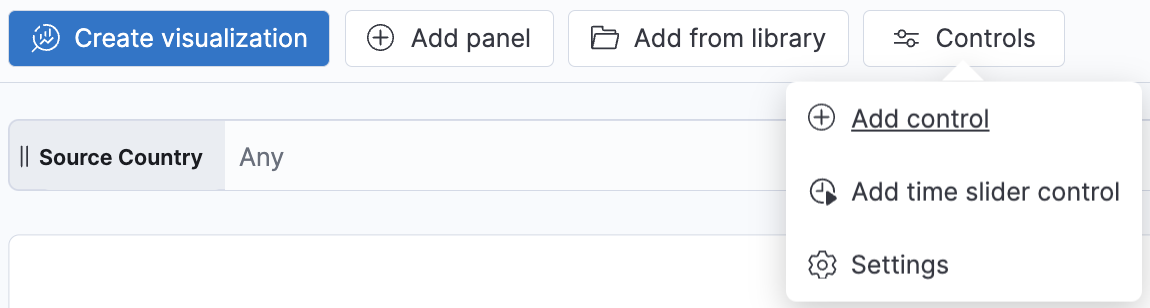 Create visualization
Add panel
Add from library
Controls
Add control
Source Country
Any
Add time slider control
Settings